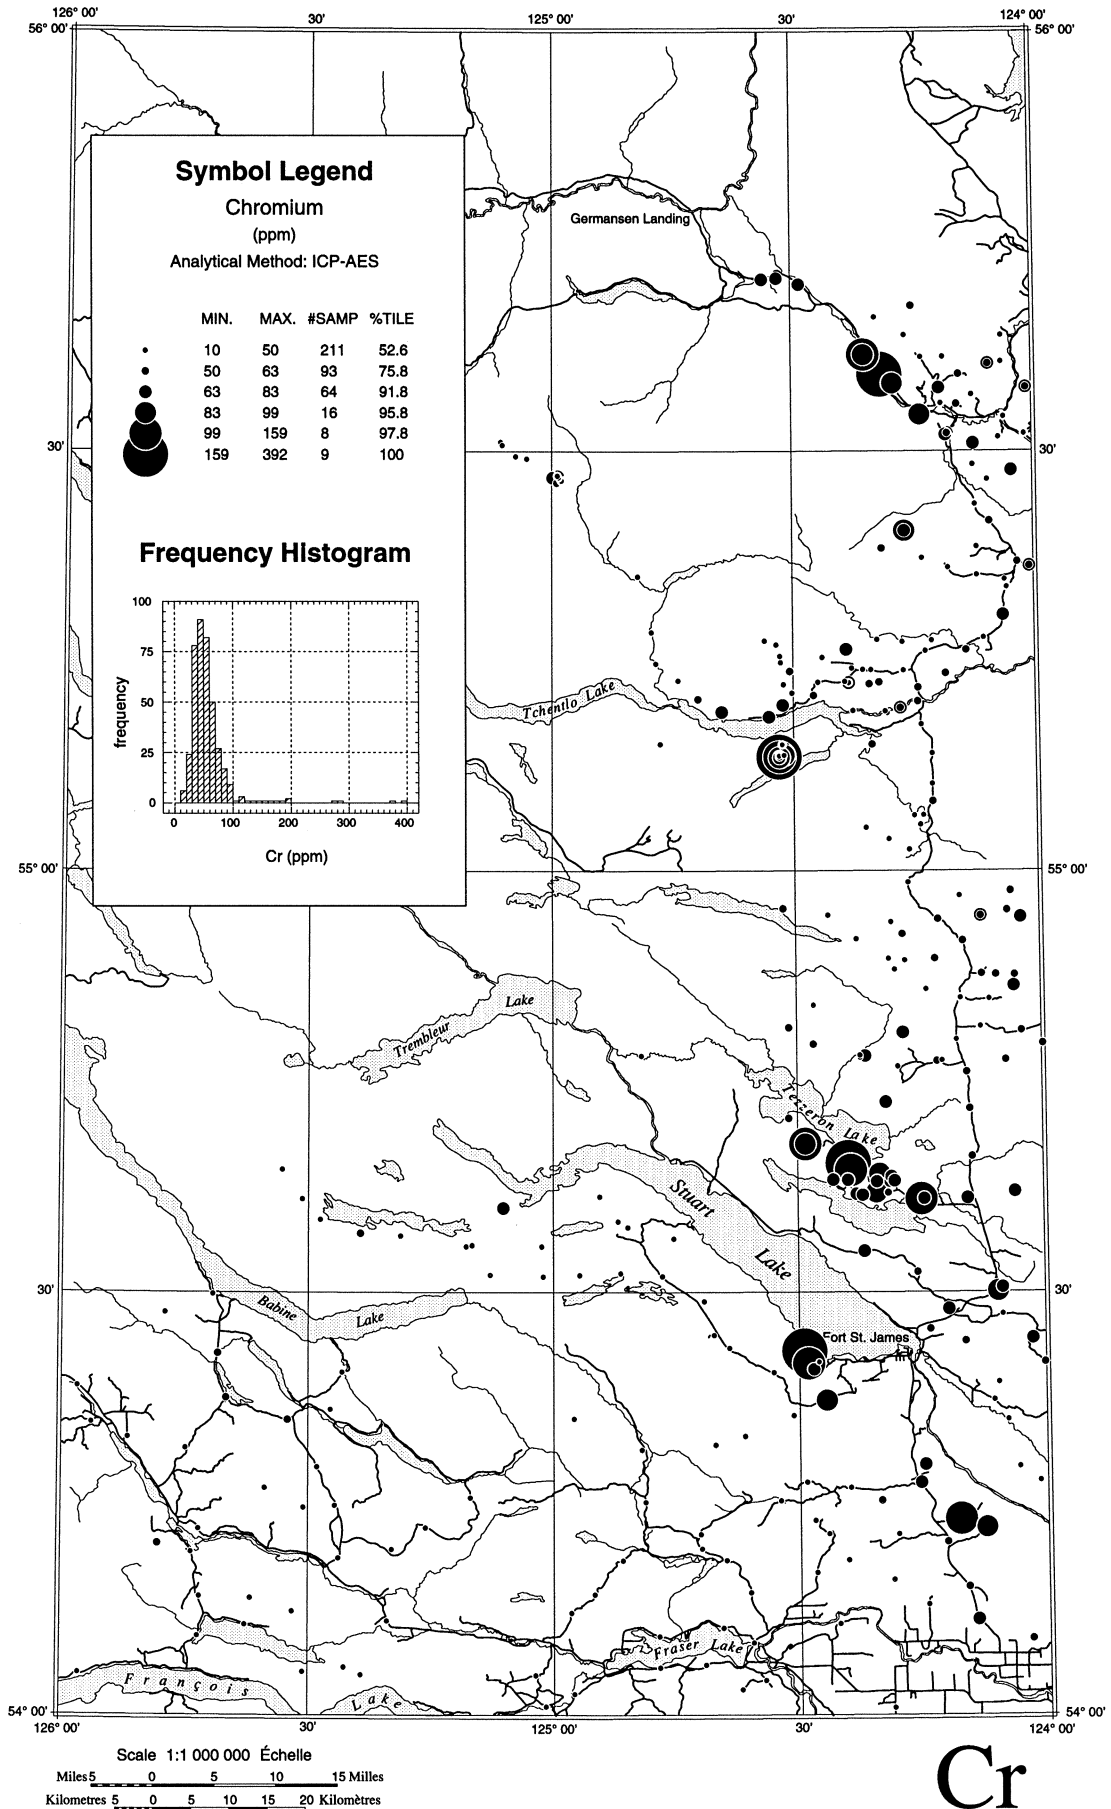 126° 00' 30' 125° 00' 30' 124° 00'
56° 00' 56° 00'
Symbol Legend
Chromium
(ppm)
Analytical Method: ICP-AES
MIN. MAX. #SAMP %TILE
10 50 211 52.6
50 63 93 75.8
63 83 64 91.8
83 99 16 95.8
99 159 8 97.8
159 392 9 100
Germansen Landing
30' 30'
Frequency Histogram
100
75
50
25
0
frequency
0 100 200 300 400
Cr (ppm)
Tchentlo Lake
55° 00' 55° 00'
Trembleur Lake
Tezzeron Lake
Stuart Lake
30' 30'
Babine Lake
Fort St. James
Fraser Lake
François Lake
54° 00' 54° 00'
126° 00' 30' 125° 00' 30' 124° 00'
Scale 1:1 000 000 Échelle
Miles 5 0 5 10 15 Milles
Kilometres 5 0 5 10 15 20 Kilomètres
Cr